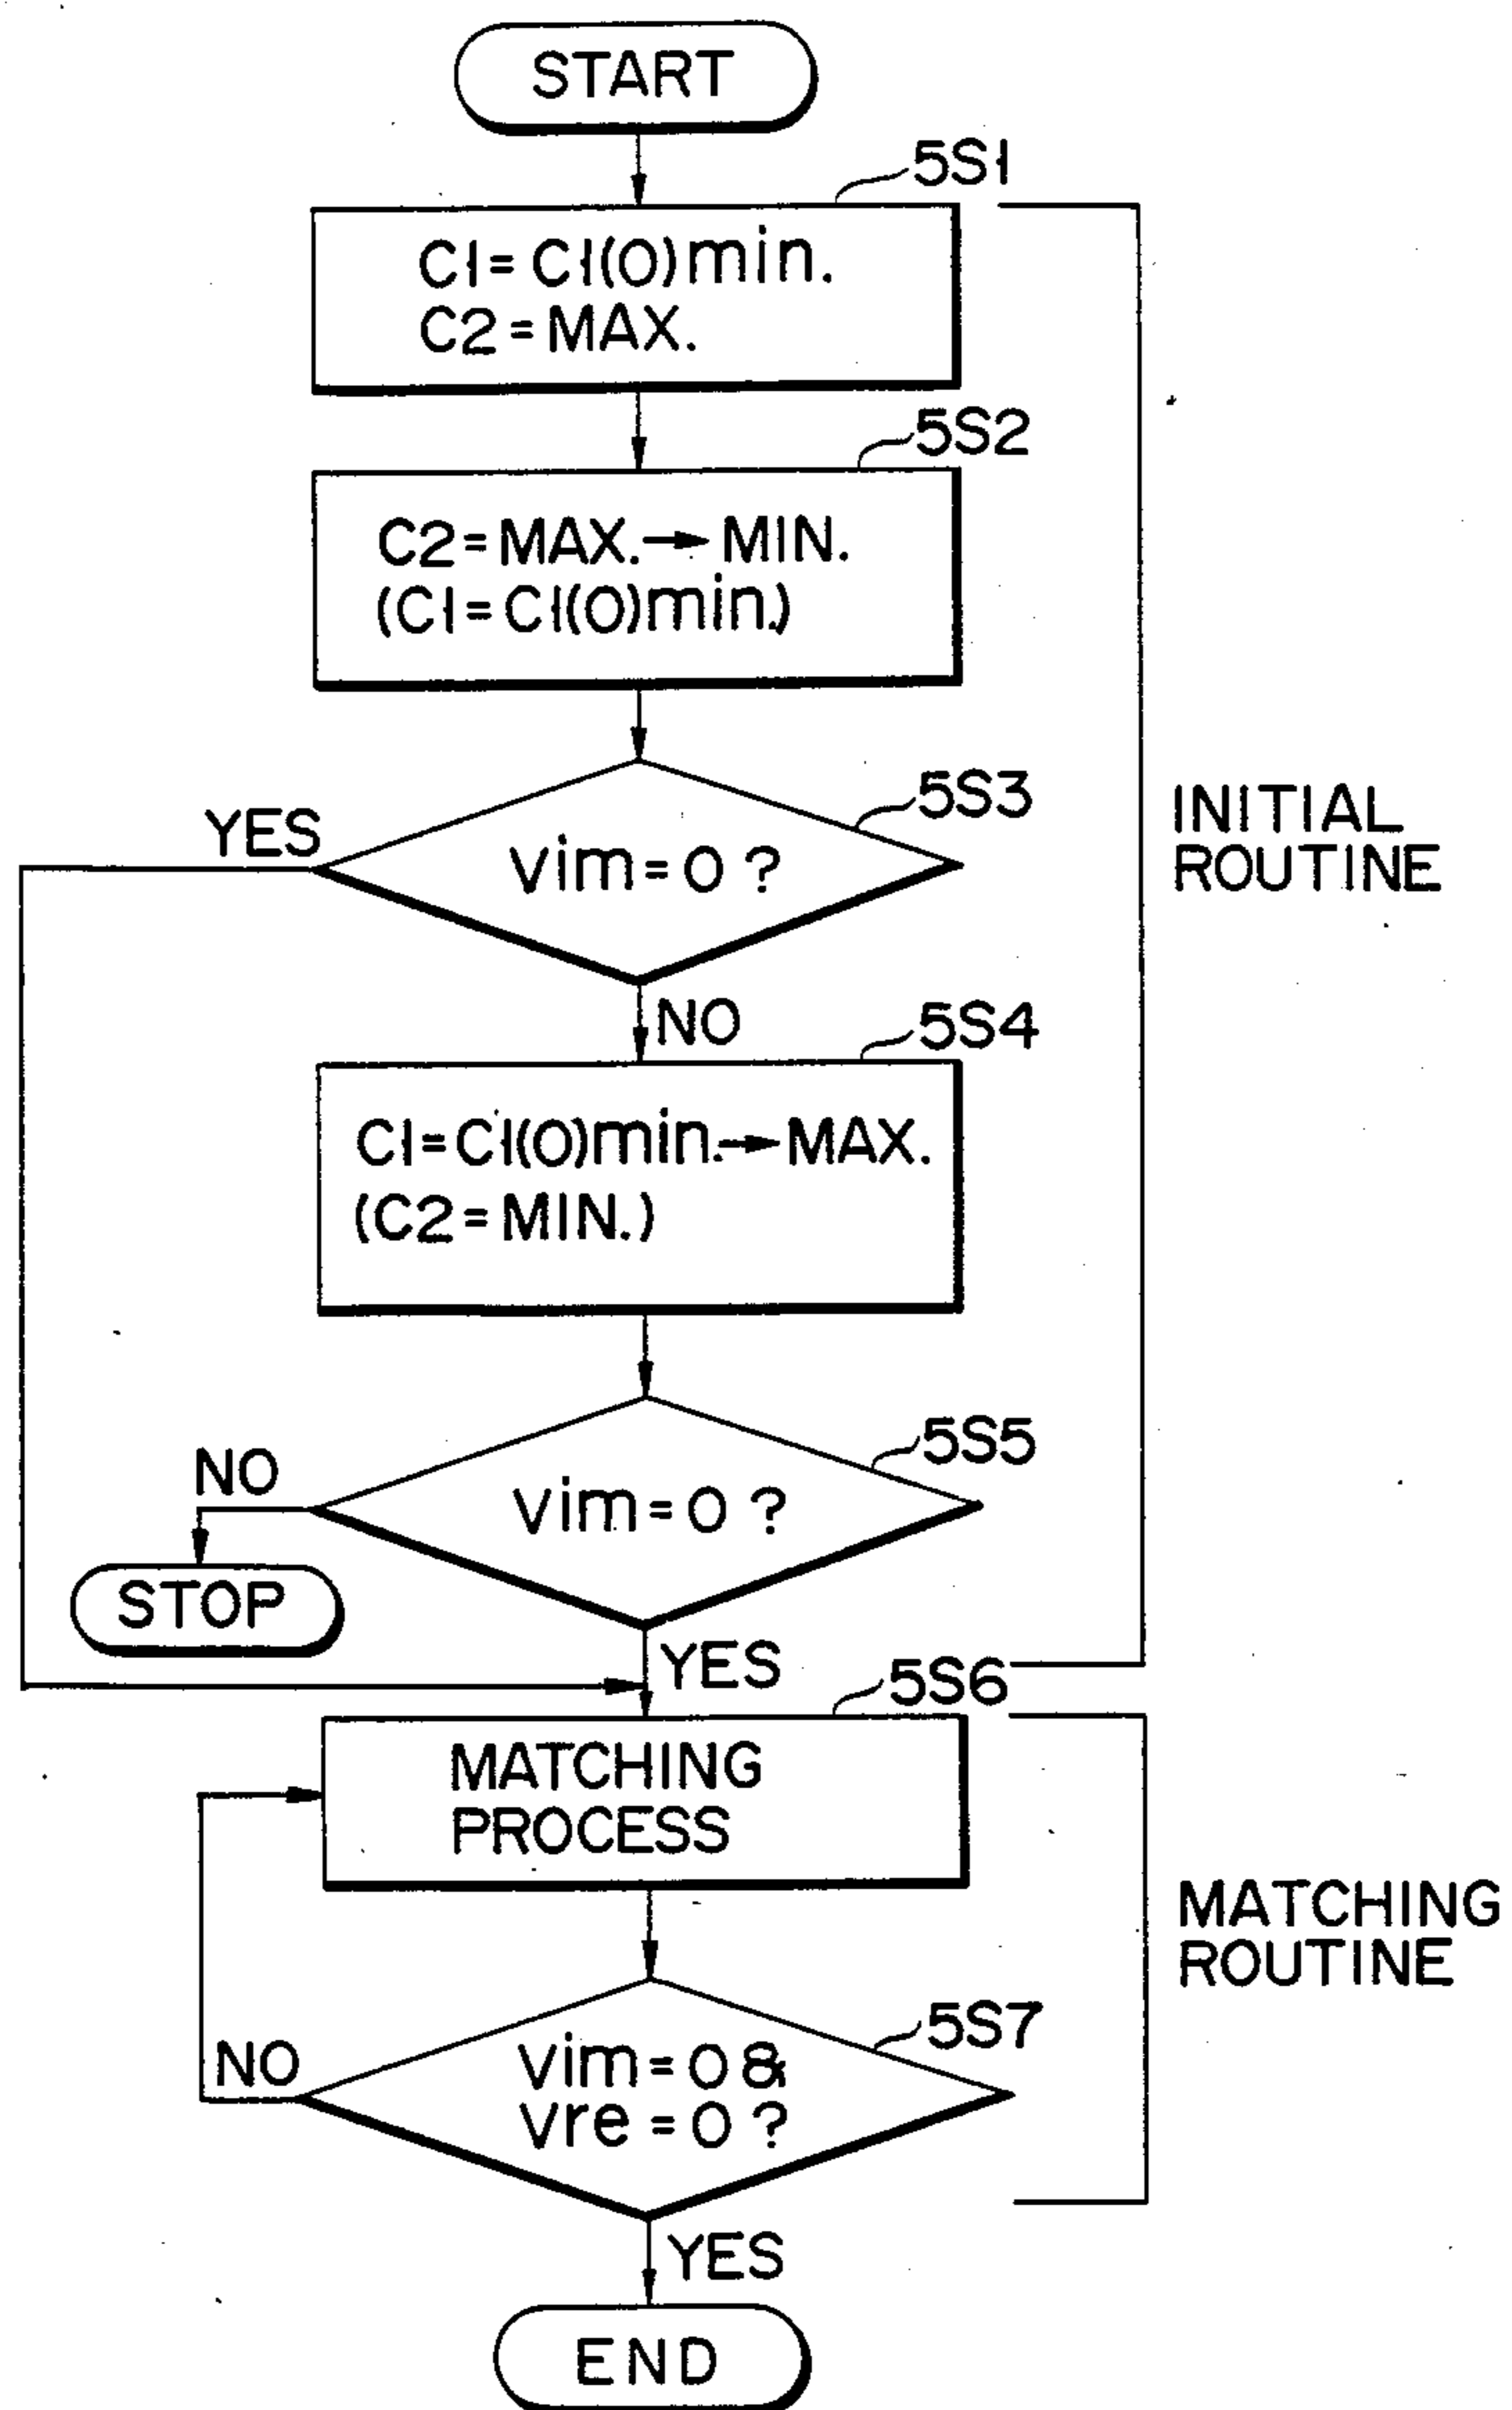 START
5S1
C1=C1(0)min.
C2=MAX.
5S2
C2=MAX.→MIN.
(C1=C1(0)min.)
5S3
YES
Vim=0?
INITIAL
ROUTINE
NO
5S4
C1=C1(0)min.→MAX.
(C2=MIN.)
5S5
NO
Vim=0?
STOP
YES
5S6
MATCHING
PROCESS
MATCHING
ROUTINE
5S7
NO
Vim=0&
Vre=0?
YES
END